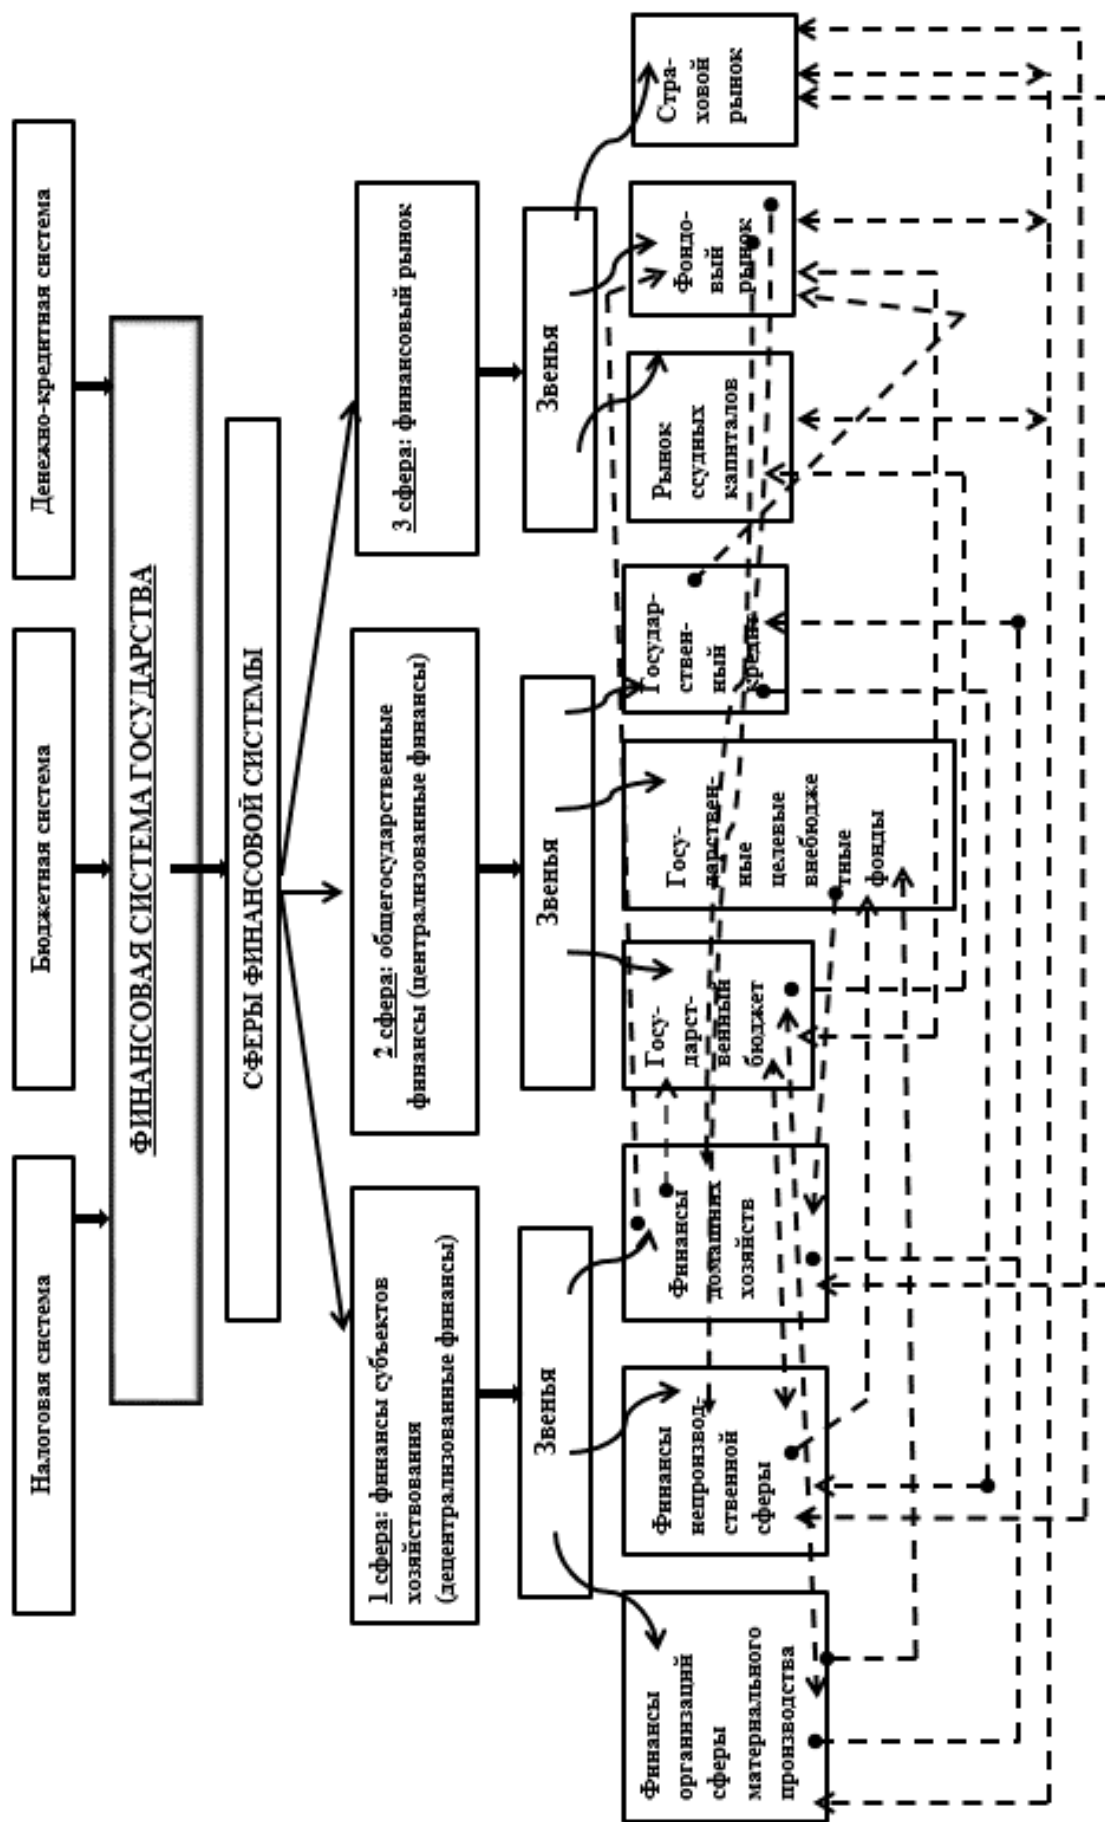 Налоговая система
Бюджетная система
Денежно-кредитная система
ФИНАНСОВАЯ СИСТЕМА ГОСУДАРСТВА
СФЕРЫ ФИНАНСОВОЙ СИСТЕМЫ
1 сфера: финансы субъектов
хозяйствования
(децентрализованные финансы)
2 сфера: общегосударственные
финансы (централизованные финансы)
3 сфера: финансовый рынок
Звенья
Звенья
Звенья
Финансы
организаций
сферы
материального
производства
Финансы
непроизвод-
ственной
сферы
Финансы
домашних
хозяйств
Госу-
дарст-
венный
бюджет
Госу-
дарствен-
ные
целевые
внебюдже
тные
фонды
Государ-
ствен-
ный
кредит
Рынок
ссудных
капиталов
Фондо-
вый
рынок
Стра-
ховой
рынок